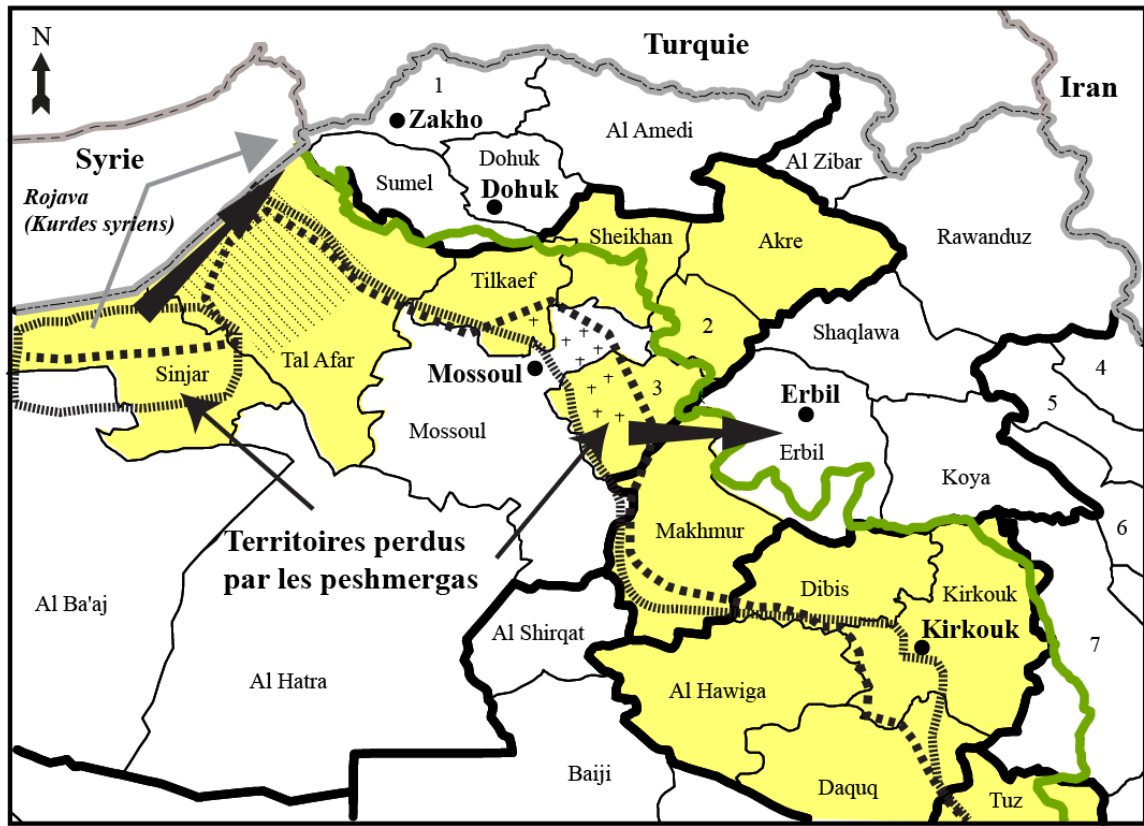 N
Turquie
Iran
1
Zakho
Al Amedi
Syrie
Dohuk
Al Zibar
Sumel
Dohuk
Rojava
(Kurdes syriens)
Sheikhan
Akre
Rawanduz
Tilkaef
2
Shaqlawa
Tal Afar
Sinjar
Mossoul
3
4
Erbil
5
Mossoul
Erbil
Koya
Makhmur
6
Territoires perdus
par les peshmergas
Dibis
Kirkouk
Al Ba'aj
Al Shirqat
Kirkouk
7
Al Hatra
Al Hawiga
Baiji
Daquq
Tuz